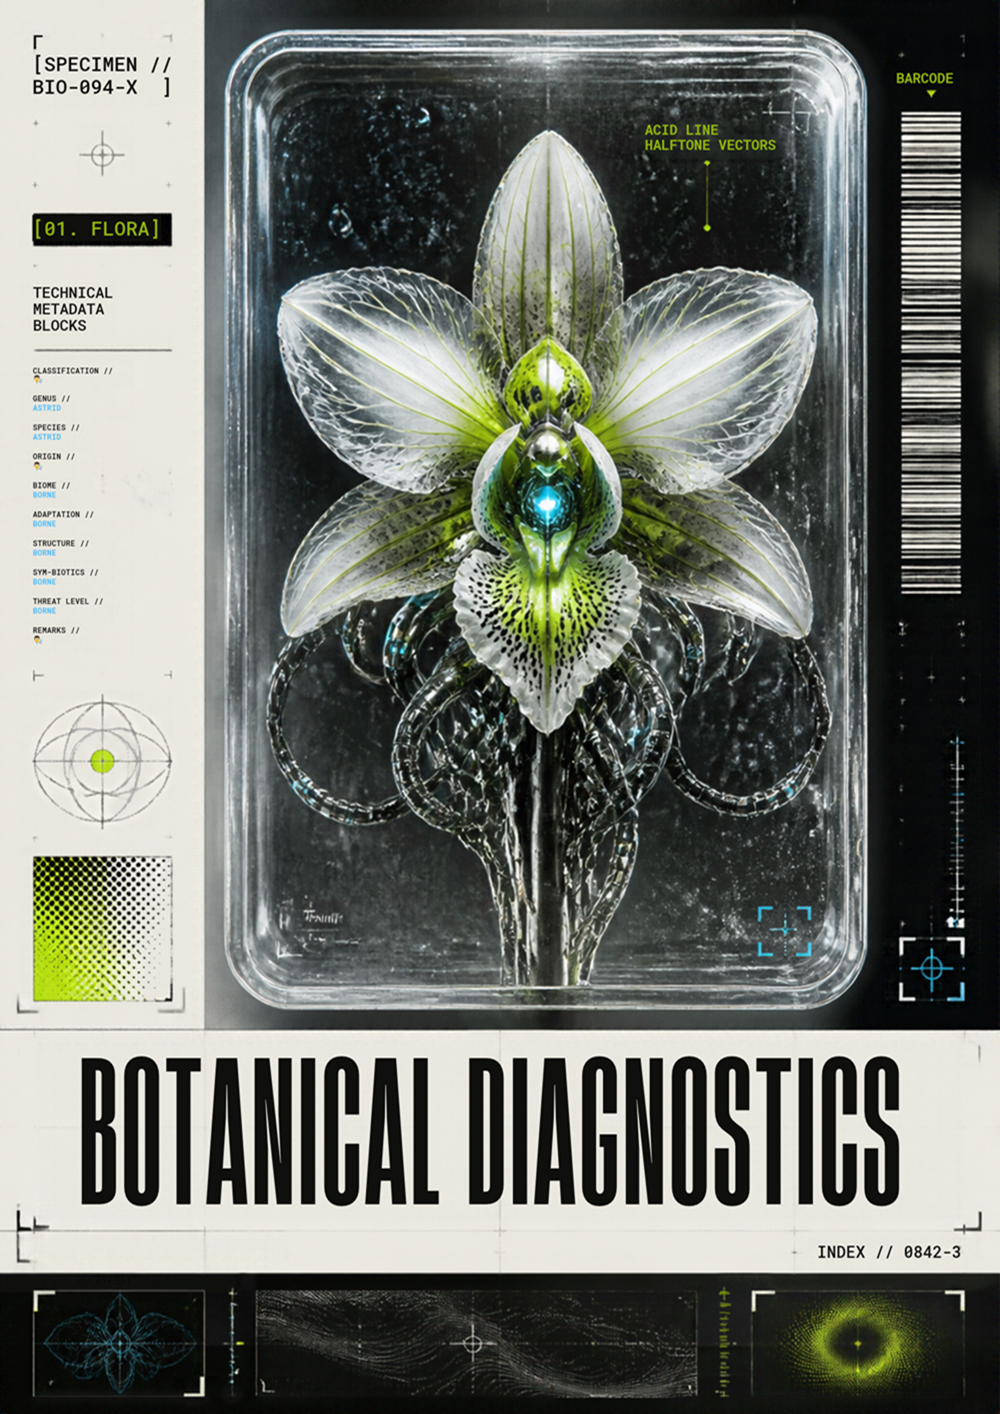 [SPECIMEN //
BIO-094-X ]
[01. FLORA]
TECHNICAL
METADATA
BLOCKS
CLASSIFICATION //
GENUS //
ASTRID
SPECIES //
ASTRID
ORIGIN //
BIOME //
BORNE
ADAPTATION //
BORNE
STRUCTURE //
BORNE
SYM-BIOTICS //
BORNE
THREAT LEVEL //
BORNE
REMARKS //
ACID LINE
HALFTONE VECTORS
BARCODE
BOTANICAL DIAGNOSTICS
INDEX // 0842-3